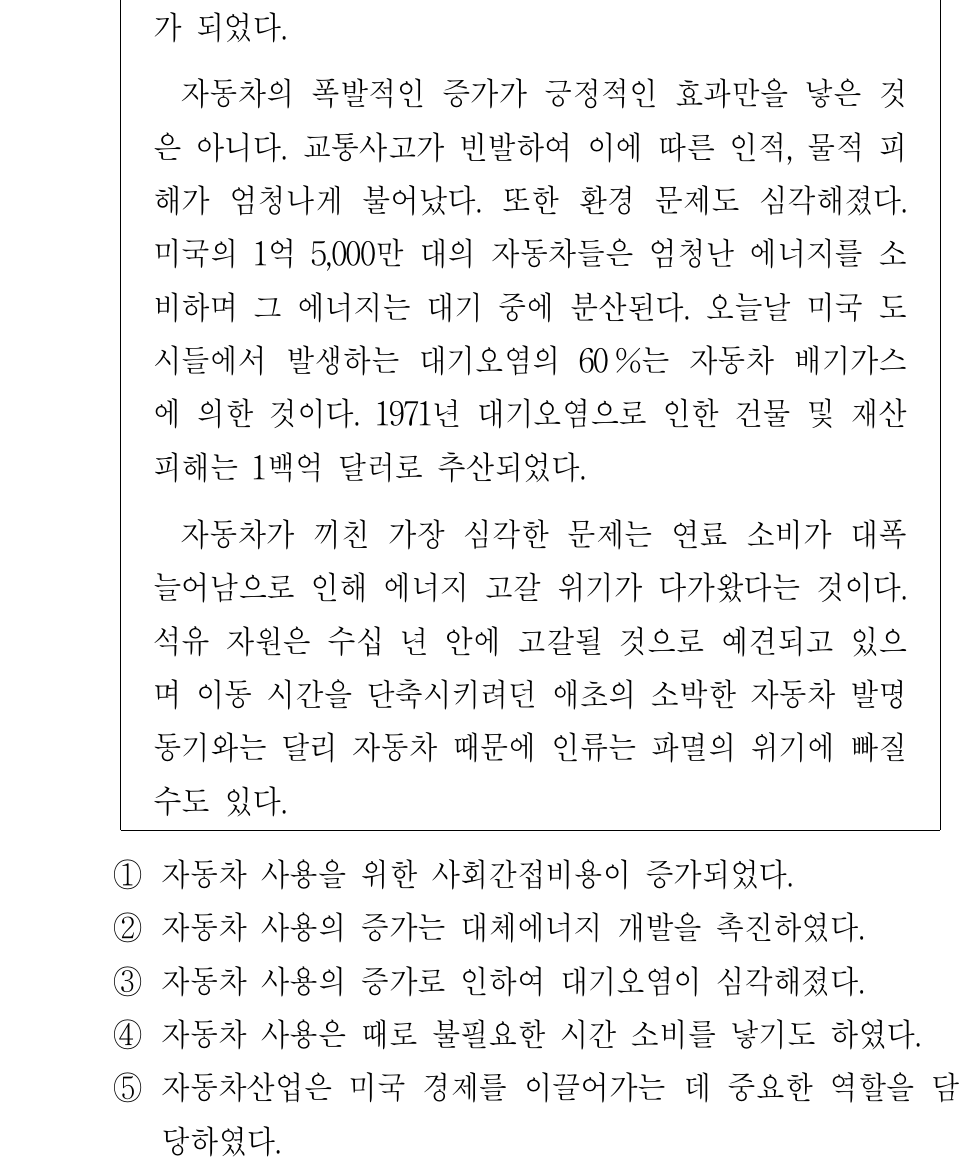 가 되었다.
자동차의 폭발적인 증가가 긍정적인 효과만을 낳은 것
은 아니다. 교통사고가 빈발하여 이에 따른 인적, 물적 피
해가 엄청나게 불어났다. 또한 환경 문제도 심각해졌다.
미국의 1억 5,000만 대의 자동차들은 엄청난 에너지를 소
비하며 그 에너지는 대기 중에 분산된다. 오늘날 미국 도
시들에서 발생하는 대기오염의 60%는 자동차 배기가스
에 의한 것이다. 1971년 대기오염으로 인한 건물 및 재산
피해는 1백억 달러로 추산되었다.
자동차가 끼친 가장 심각한 문제는 연료 소비가 대폭
늘어남으로 인해 에너지 고갈 위기가 다가왔다는 것이다.
석유 자원은 수십 년 안에 고갈될 것으로 예견되고 있으
며 이동 시간을 단축시키려던 애초의 소박한 자동차 발명
동기와는 달리 자동차 때문에 인류는 파멸의 위기에 빠질
수도 있다.
① 자동차 사용을 위한 사회간접비용이 증가되었다.
② 자동차 사용의 증가는 대체에너지 개발을 촉진하였다.
③ 자동차 사용의 증가로 인하여 대기오염이 심각해졌다.
④ 자동차 사용은 때로 불필요한 시간 소비를 낳기도 하였다.
⑤ 자동차산업은 미국 경제를 이끌어가는 데 중요한 역할을 담
당하였다.